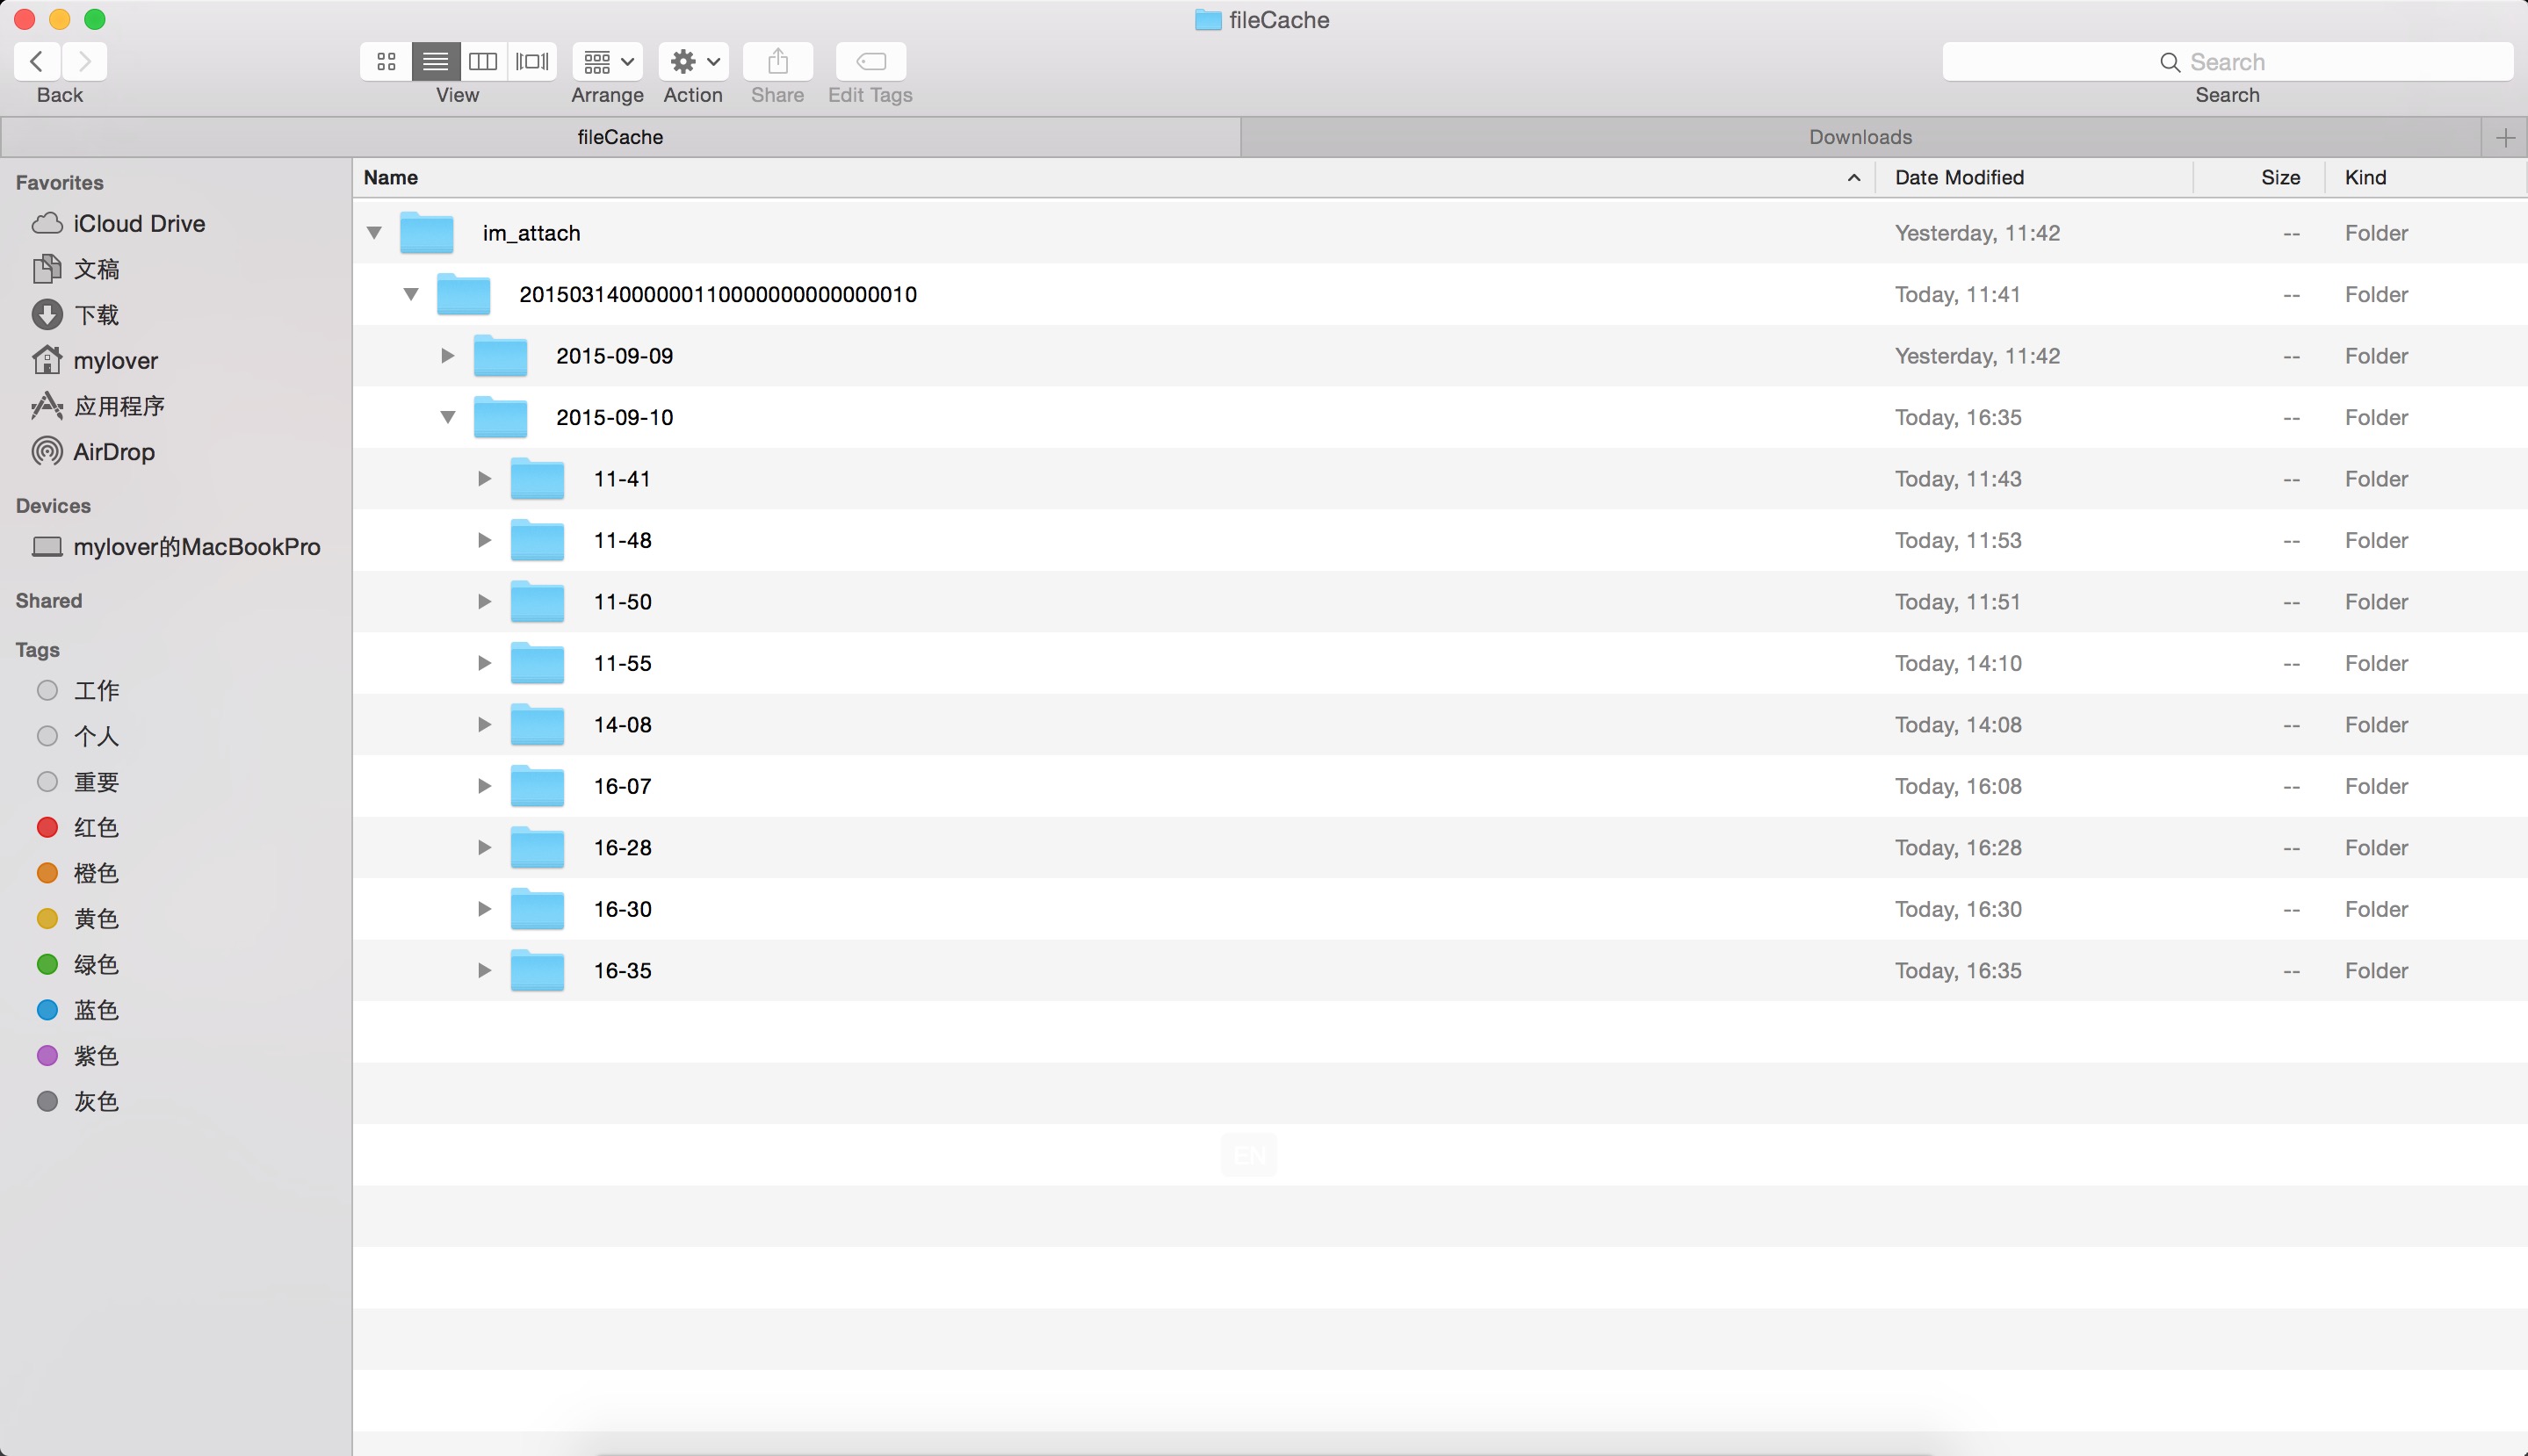 fileCache
Search
Back View Arrange Action Share Edit Tags Search
fileCache Downloads
Name Date Modified Size Kind
Favorites
iCloud Drive
文稿
下载
mylover
应用程序
AirDrop
Devices
mylover的MacBookPro
Shared
Tags
工作
个人
重要
红色
橙色
黄色
绿色
蓝色
紫色
灰色
im_attach Yesterday, 11:42 -- Folder
20150314000000110000000000000010 Today, 11:41 -- Folder
2015-09-09 Yesterday, 11:42 -- Folder
2015-09-10 Today, 16:35 -- Folder
11-41 Today, 11:43 -- Folder
11-48 Today, 11:53 -- Folder
11-50 Today, 11:51 -- Folder
11-55 Today, 14:10 -- Folder
14-08 Today, 14:08 -- Folder
16-07 Today, 16:08 -- Folder
16-28 Today, 16:28 -- Folder
16-30 Today, 16:30 -- Folder
16-35 Today, 16:35 -- Folder
EN